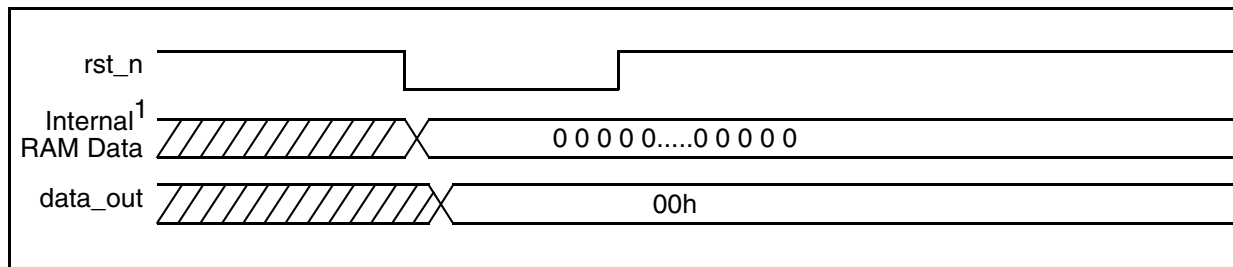 rst_n
Internal1
RAM Data
0 0 0 0 0.....0 0 0 0 0
data_out
00h